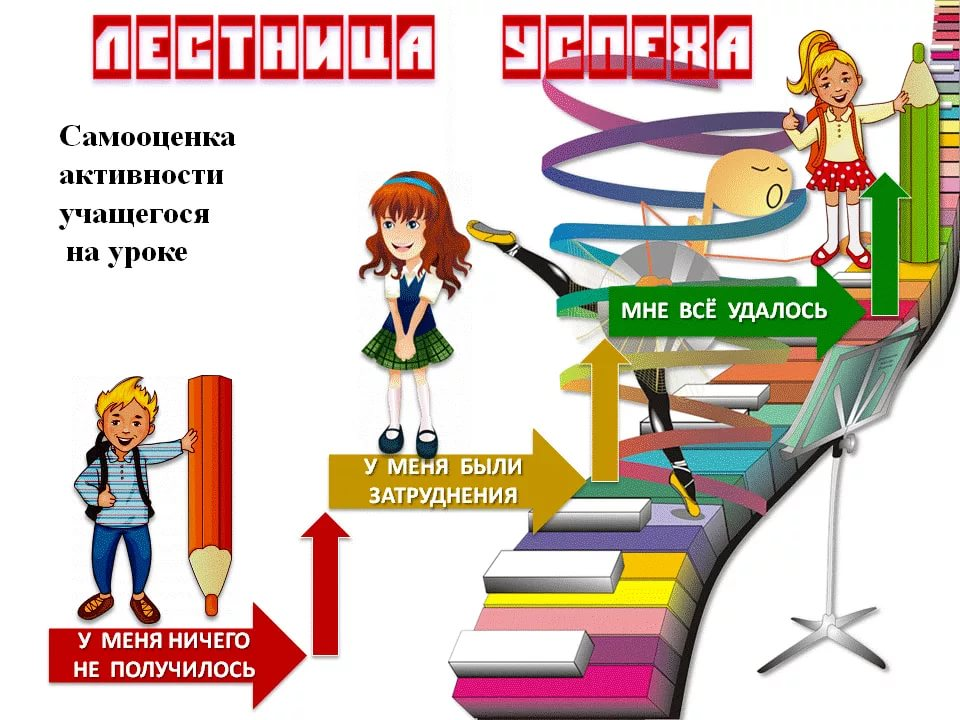 ЛЕСТНИЦА УСПЕХА
Самооценка
активности
учащегося
на уроке
МНЕ ВСЁ УДАЛОСЬ
У МЕНЯ БЫЛИ
ЗАТРУДНЕНИЯ
У МЕНЯ НИЧЕГО
НЕ ПОЛУЧИЛОСЬ